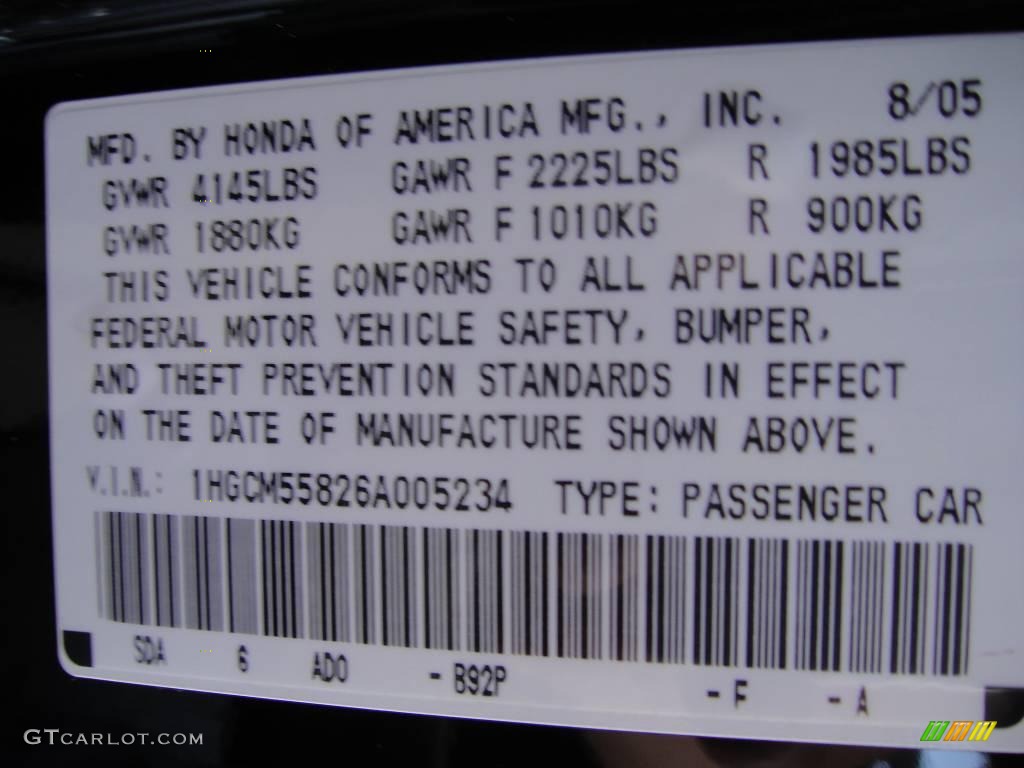 MFD. BY HONDA OF AMERICA MFG., INC. 8/05
GVWR 4145LBS GAWR F 2225LBS R 1985LBS
GVWR 1880KG GAWR F 1010KG R 900KG
THIS VEHICLE CONFORMS TO ALL APPLICABLE
FEDERAL MOTOR VEHICLE SAFETY, BUMPER,
AND THEFT PREVENTION STANDARDS IN EFFECT
ON THE DATE OF MANUFACTURE SHOWN ABOVE.
V.I.N.: 1HGCM55826A005234 TYPE: PASSENGER CAR
SDA 6 ADO - B92P - F - A
GTCARLOT.COM